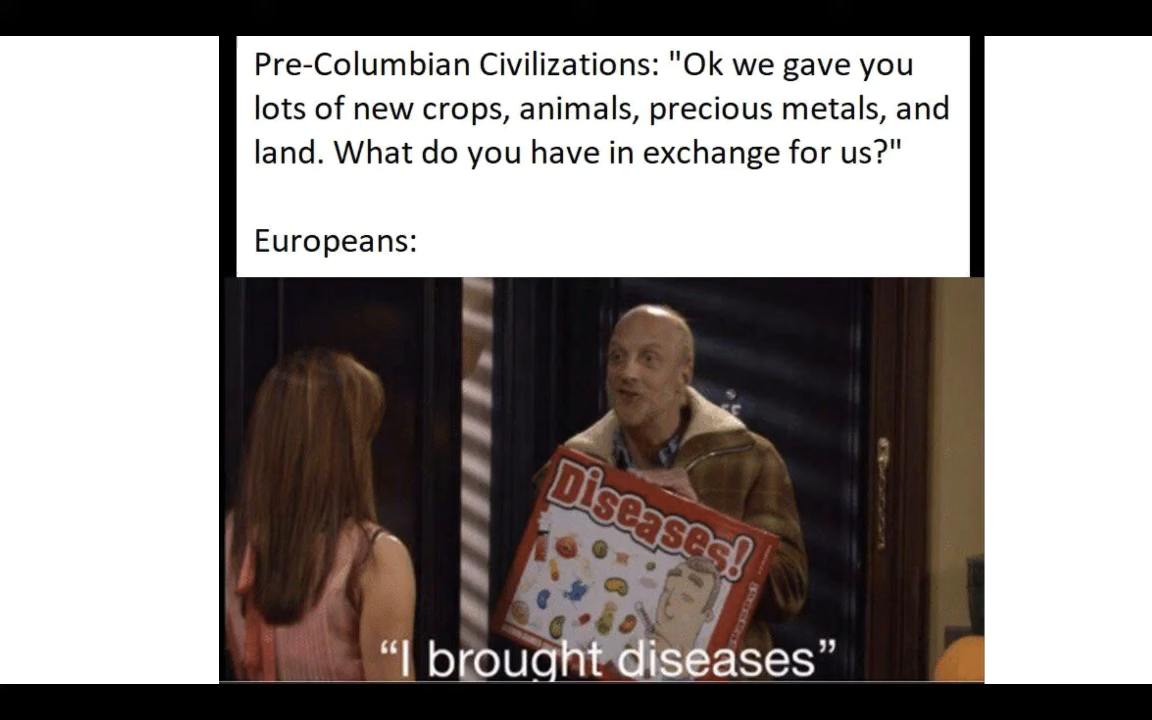 Pre-Columbian Civilizations: "Ok we gave you
lots of new crops, animals, precious metals, and
land. What do you have in exchange for us?"
Europeans:
Diseases!
“I brought diseases”